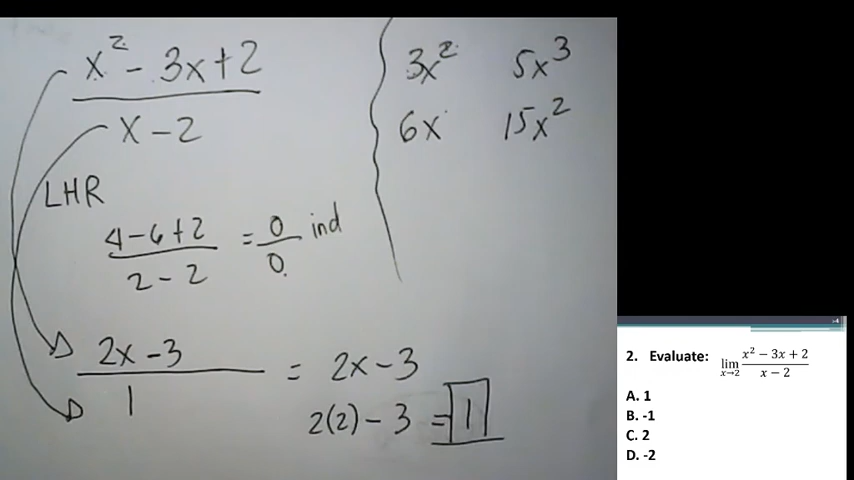 x² - 3x + 2
x - 2
LHR
4 - 6 + 2 = 0 ind
2 - 2 0
2x - 3 = 2x - 3
1
2(2) - 3 = 1
3x² 5x³
6x 15x²
2. Evaluate: lim x→2 x² − 3x + 2
x − 2
A. 1
B. -1
C. 2
D. -2